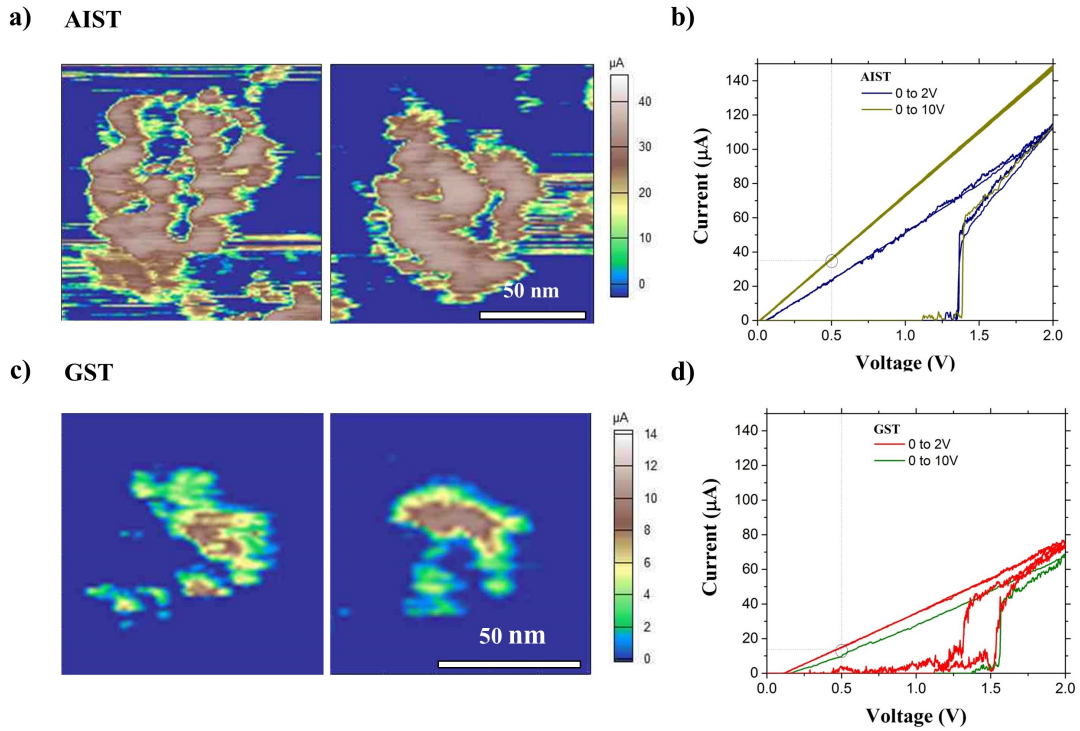 a) AIST
µA
40
30
20
10
0
50 nm
b)
AIST
0 to 2V
0 to 10V
Current (µA)
140
120
100
80
60
40
20
0
0.0 0.5 1.0 1.5 2.0
Voltage (V)
c) GST
µA
14
12
10
8
6
4
2
0
50 nm
d)
GST
0 to 2V
0 to 10V
Current (µA)
140
120
100
80
60
40
20
0
0.0 0.5 1.0 1.5 2.0
Voltage (V)